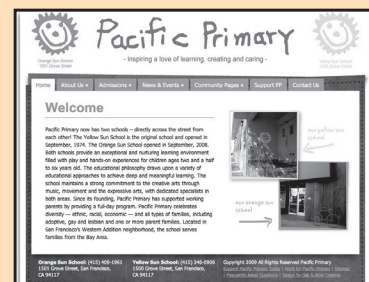 Pacific Primary
- inspiring a love of learning, creating and caring -
Orange Sun School
1501 Grove Street
Yellow Sun School
1500 Grove Street
Home
About Us »
Admissions »
News & Events »
Community Pages »
Support PP
Contact Us
Welcome
Pacific Primary now has two schools – directly across the street from
each other! The Yellow Sun School is the original school and opened in
September, 1974. The Orange Sun School opened in September, 2008.
Both schools provide an exceptional and nurturing learning environment
filled with play and hands-on experiences for children ages two and a half
to six years old. The educational philosophy draws upon a variety of
educational approaches to achieve deep and meaningful learning. The
school maintains a strong commitment to the creative arts through
music, movement and the expressive arts, with dedicated specialists in
both areas. Since its founding, Pacific Primary has supported working
parents by providing a full-day program. Pacific Primary celebrates
diversity — ethnic, racial, economic — and all types of families, including
adoptive, gay and lesbian and one or more parent families. Located in
San Francisco's Western Addition neighborhood, the school serves
families from the Bay Area.
our yellow sun
school
our orange sun
school
Orange Sun School: (415) 409-1961
1501 Grove Street, San Francisco,
CA 94117
Yellow Sun School: (415) 346-0906
1500 Grove Street, San Francisco,
CA 94117
Copyright 2009 All Rights Reserved Pacific Primary